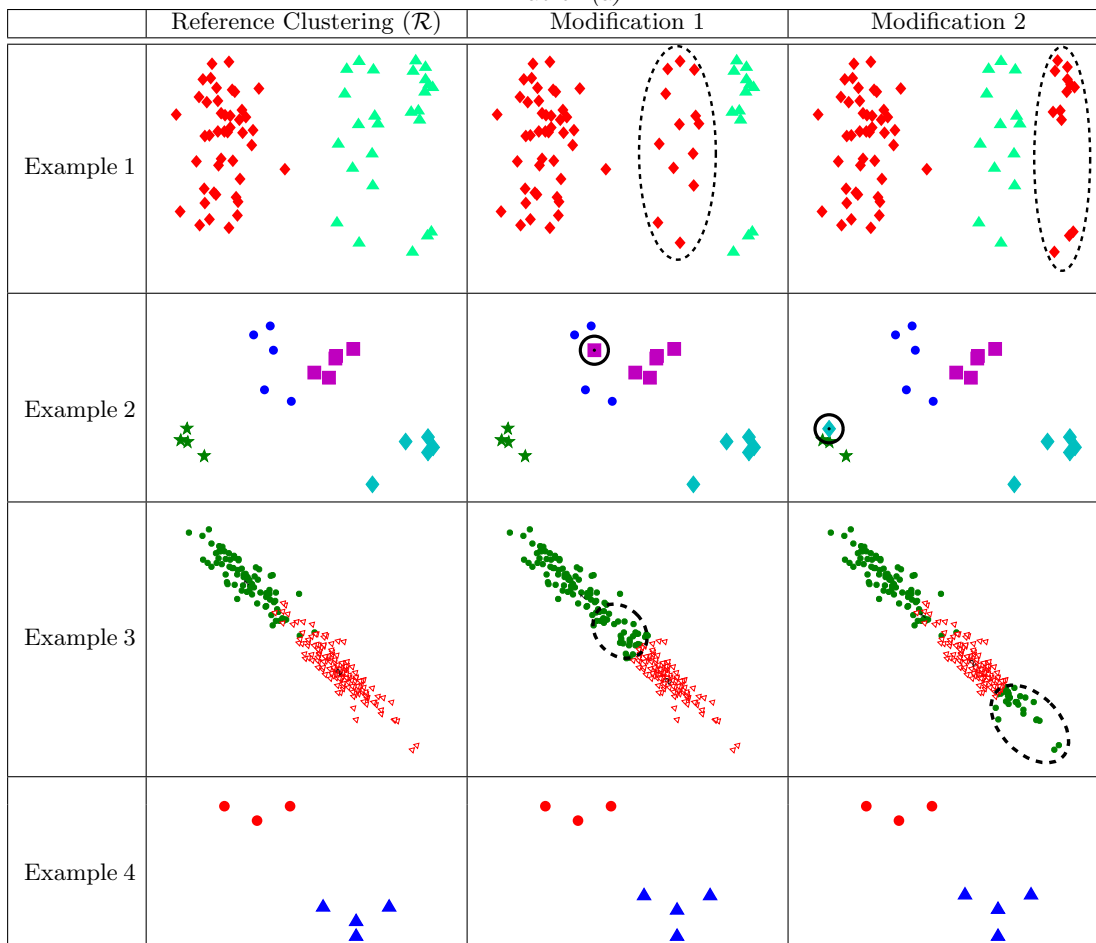 Reference Clustering (R) Modification 1 Modification 2
Example 1
Example 2
Example 3
Example 4